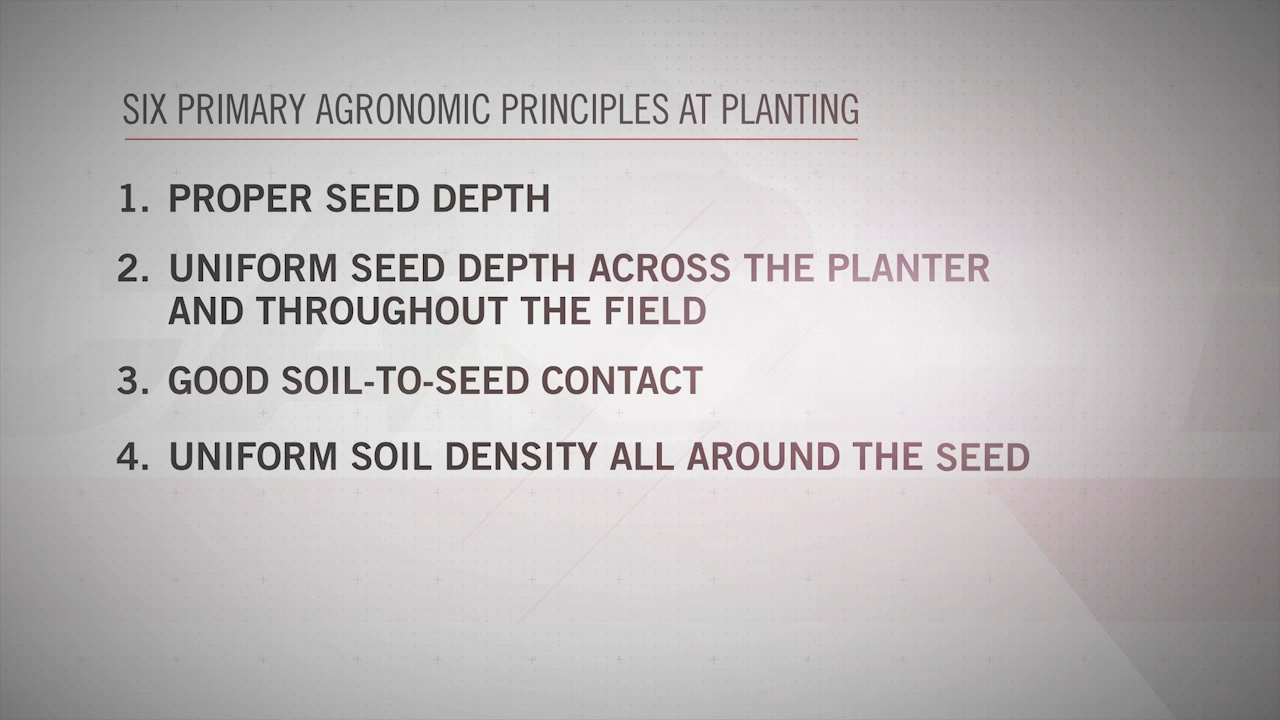 SIX PRIMARY AGRONOMIC PRINCIPLES AT PLANTING
1. PROPER SEED DEPTH
2. UNIFORM SEED DEPTH ACROSS THE PLANTER
AND THROUGHOUT THE FIELD
3. GOOD SOIL-TO-SEED CONTACT
4. UNIFORM SOIL DENSITY ALL AROUND THE SEED